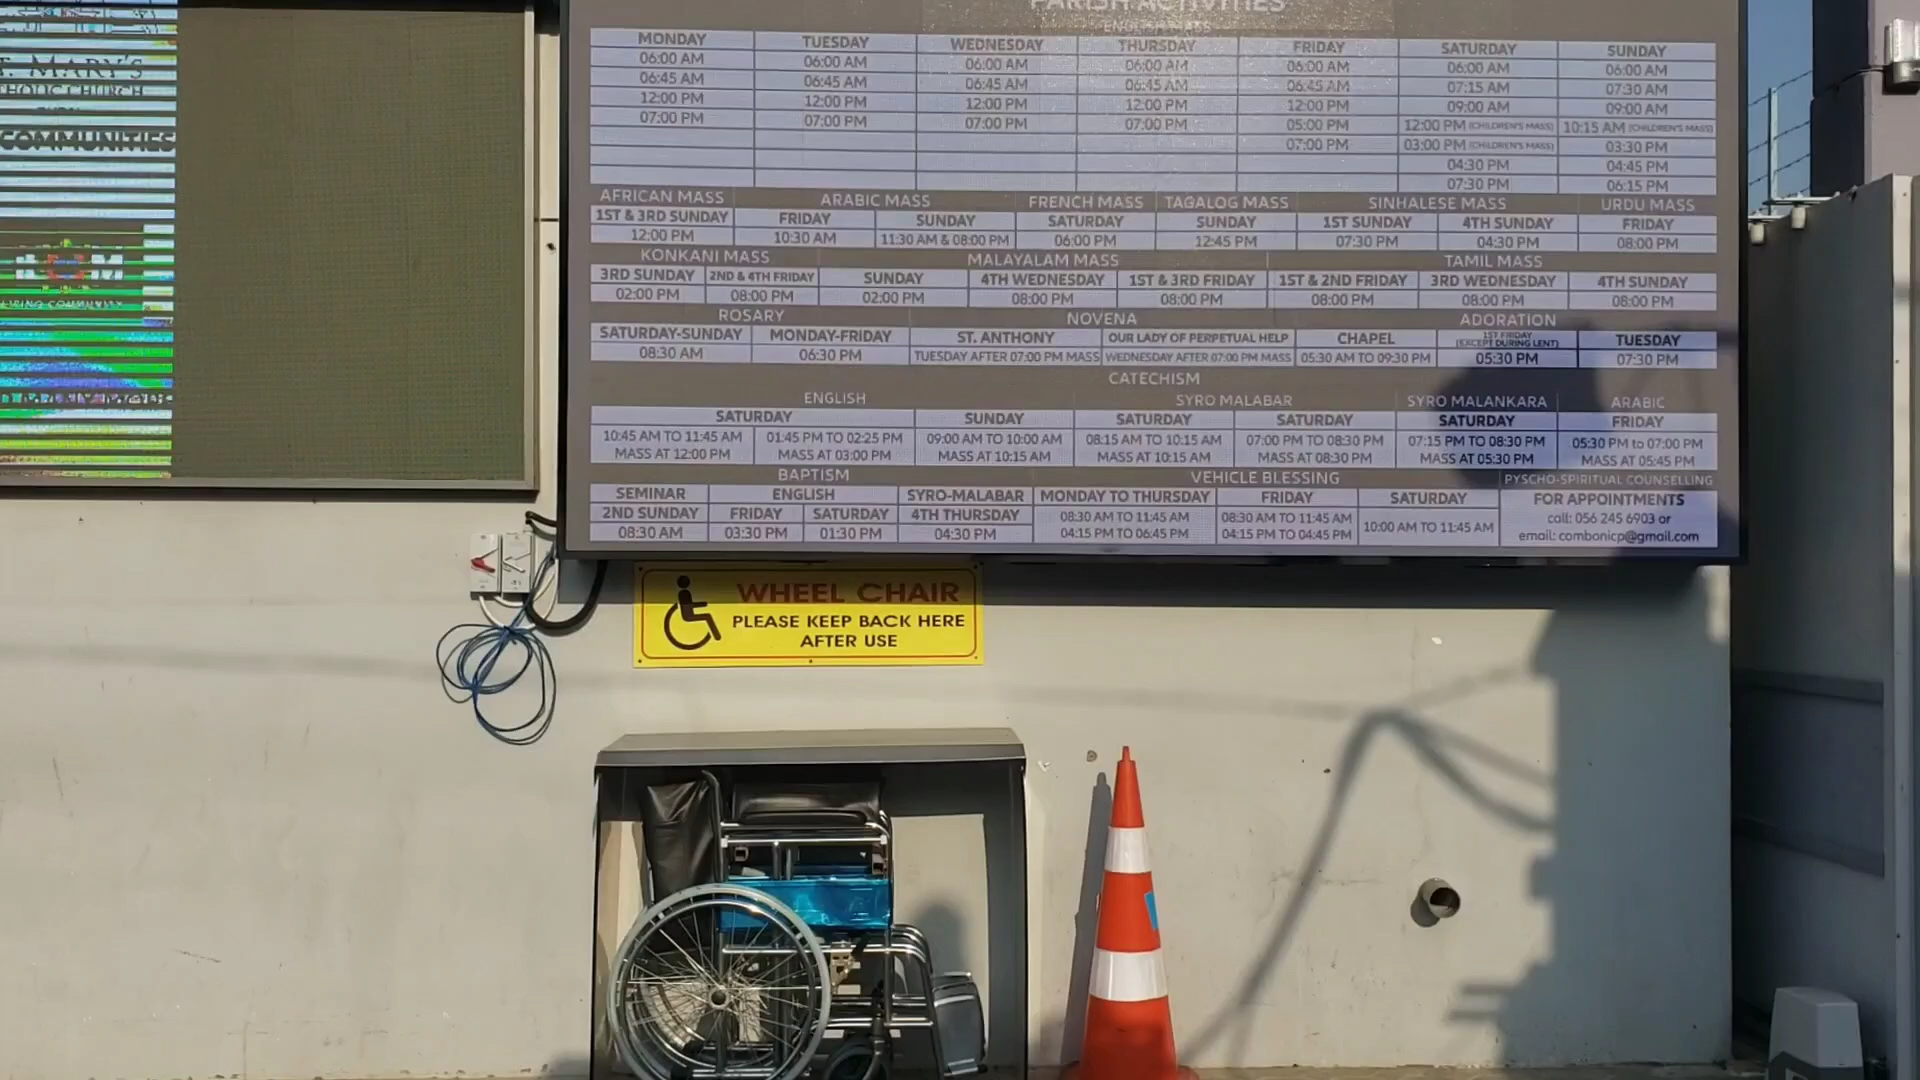 T. MARY'S
THOLIC CHURCH
COMMUNITIES
PARISH ACTIVITIES
ENGLISH MASS
MONDAY TUESDAY WEDNESDAY THURSDAY FRIDAY SATURDAY SUNDAY
06:00 AM 06:00 AM 06:00 AM 06:00 AM 06:00 AM 06:00 AM 06:00 AM
06:45 AM 06:45 AM 06:45 AM 06:45 AM 06:45 AM 07:15 AM 07:30 AM
12:00 PM 12:00 PM 12:00 PM 12:00 PM 12:00 PM 09:00 AM 09:00 AM
07:00 PM 07:00 PM 07:00 PM 07:00 PM 05:00 PM 12:00 PM (CHILDREN'S MASS) 10:15 AM (CHILDREN'S MASS)
07:00 PM 03:00 PM (CHILDREN'S MASS) 03:30 PM
04:30 PM 04:45 PM
07:30 PM 06:15 PM
AFRICAN MASS ARABIC MASS FRENCH MASS TAGALOG MASS SINHALESE MASS URDU MASS
1ST & 3RD SUNDAY FRIDAY SUNDAY SATURDAY SUNDAY 1ST SUNDAY 4TH SUNDAY FRIDAY
12:00 PM 10:30 AM 11:30 AM & 08:00 PM 06:00 PM 12:45 PM 07:30 PM 04:30 PM 08:00 PM
KONKANI MASS MALAYALAM MASS TAMIL MASS
3RD SUNDAY 2ND & 4TH FRIDAY SUNDAY 4TH WEDNESDAY 1ST & 3RD FRIDAY 1ST & 2ND FRIDAY 3RD WEDNESDAY 4TH SUNDAY
02:00 PM 08:00 PM 02:00 PM 08:00 PM 08:00 PM 08:00 PM 08:00 PM 08:00 PM
ROSARY NOVENA ADORATION
SATURDAY-SUNDAY MONDAY-FRIDAY ST. ANTHONY OUR LADY OF PERPETUAL HELP CHAPEL 1ST FRIDAY (EXCEPT DURING LENT) TUESDAY
08:30 AM 06:30 PM TUESDAY AFTER 07:00 PM MASS WEDNESDAY AFTER 07:00 PM MASS 05:30 AM TO 09:30 PM 05:30 PM 07:30 PM
CATECHISM
ENGLISH SYRO MALABAR SYRO MALANKARA ARABIC
SATURDAY SUNDAY SATURDAY SATURDAY SATURDAY FRIDAY
10:45 AM TO 11:45 AM 01:45 PM TO 02:25 PM 09:00 AM TO 10:00 AM 08:15 AM TO 10:15 AM 07:00 PM TO 08:30 PM 07:15 PM TO 08:30 PM 05:30 PM to 07:00 PM
MASS AT 12:00 PM MASS AT 03:00 PM MASS AT 10:15 AM MASS AT 10:15 AM MASS AT 08:30 PM MASS AT 05:30 PM MASS AT 05:45 PM
BAPTISM VEHICLE BLESSING PYSCHO-SPIRITUAL COUNSELLING
SEMINAR ENGLISH SYRO-MALABAR MONDAY TO THURSDAY FRIDAY SATURDAY FOR APPOINTMENTS
2ND SUNDAY FRIDAY SATURDAY 4TH THURSDAY 08:30 AM TO 11:45 AM 08:30 AM TO 11:45 AM 10:00 AM TO 11:45 AM call: 056 245 6903 or
08:30 AM 03:30 PM 01:30 PM 04:30 PM 04:15 PM TO 06:45 PM 04:15 PM TO 04:45 PM email: combonicp@gmail.com
WHEEL CHAIR
PLEASE KEEP BACK HERE
AFTER USE